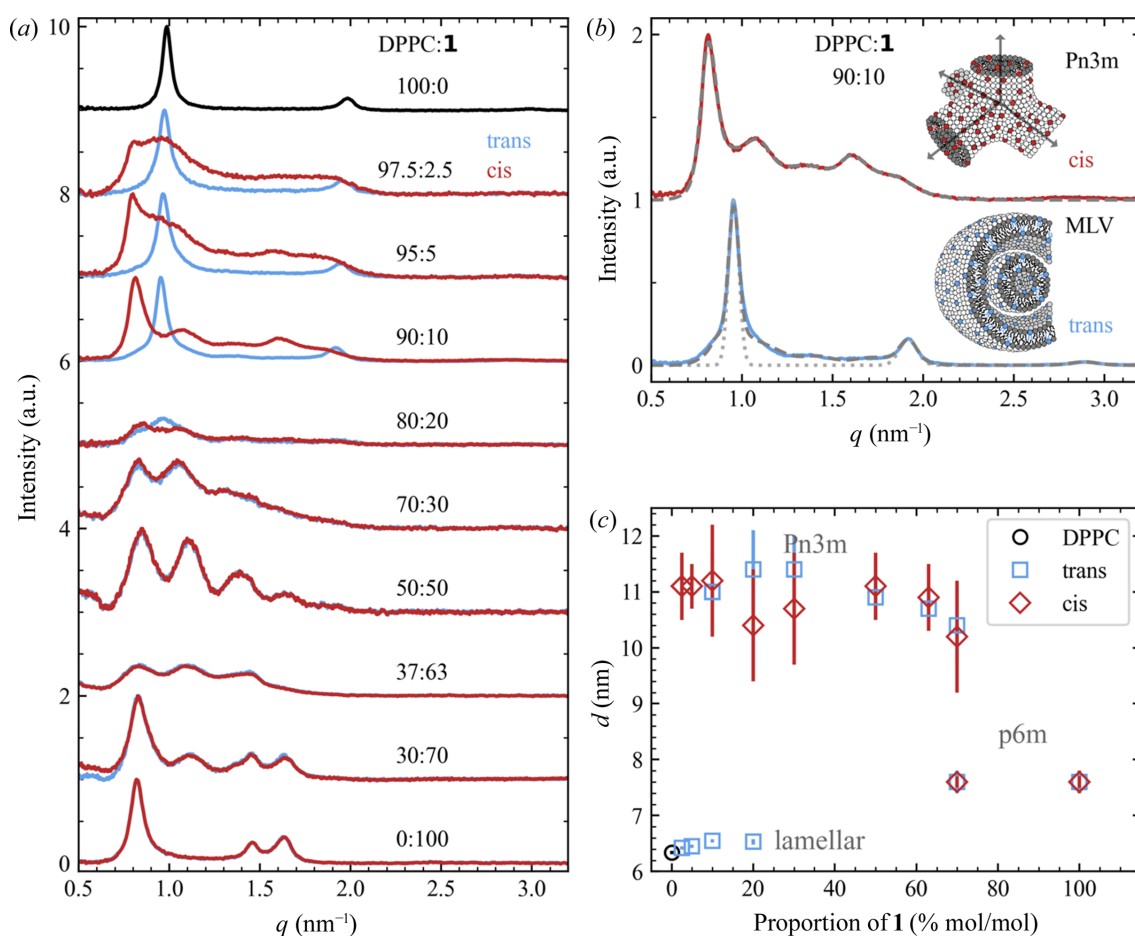 (a)
10
8
6
4
2
0
Intensity (a.u.)
DPPC:1
100:0
trans
cis
97.5:2.5
95:5
90:10
80:20
70:30
50:50
37:63
30:70
0:100
0.5 1.0 1.5 2.0 2.5 3.0
q (nm⁻¹)
(b)
2
1
0
Intensity (a.u.)
DPPC:1
90:10
Pn3m
cis
MLV
trans
0.5 1.0 1.5 2.0 2.5 3.0
q (nm⁻¹)
(c)
12
11
10
9
8
7
6
d (nm)
Pn3m
DPPC
trans
cis
p6m
lamellar
0 20 40 60 80 100
Proportion of 1 (% mol/mol)